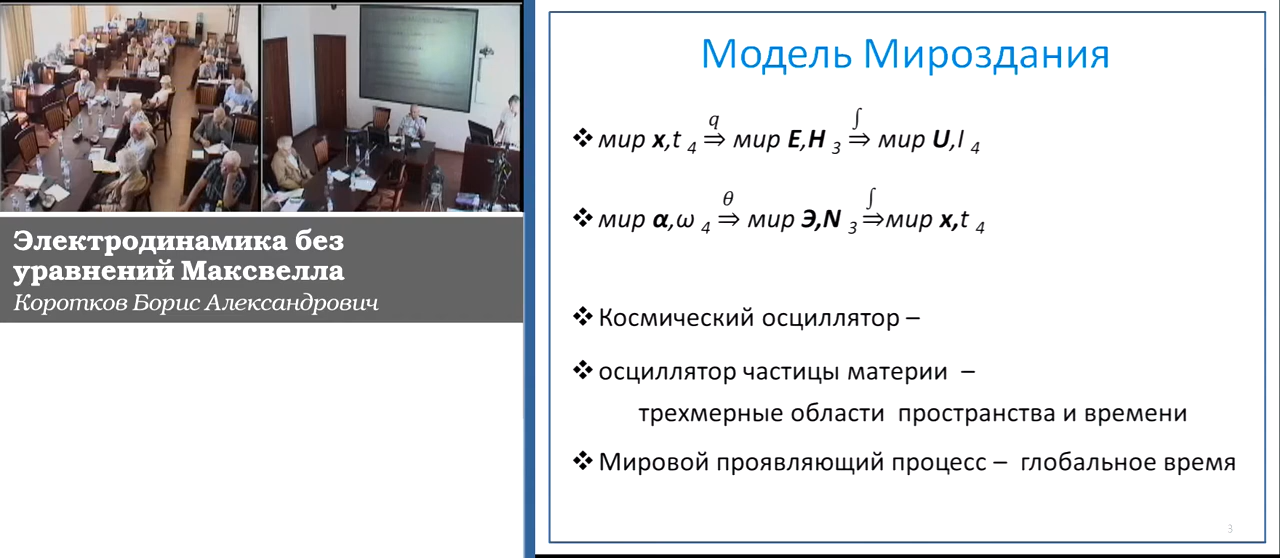 Электродинамика без
уравнений Максвелла
Коротков Борис Александрович
Модель Мироздания
❖ мир x,t ₄ q ⇒ мир E,H ₃ ∫ ⇒ мир U,I ₄
❖ мир α,ω ₄ θ ⇒ мир Э,N ₃ ∫ ⇒мир x,t ₄
❖ Космический осциллятор –
❖ осциллятор частицы материи –
трехмерные области пространства и времени
❖ Мировой проявляющий процесс – глобальное время
3